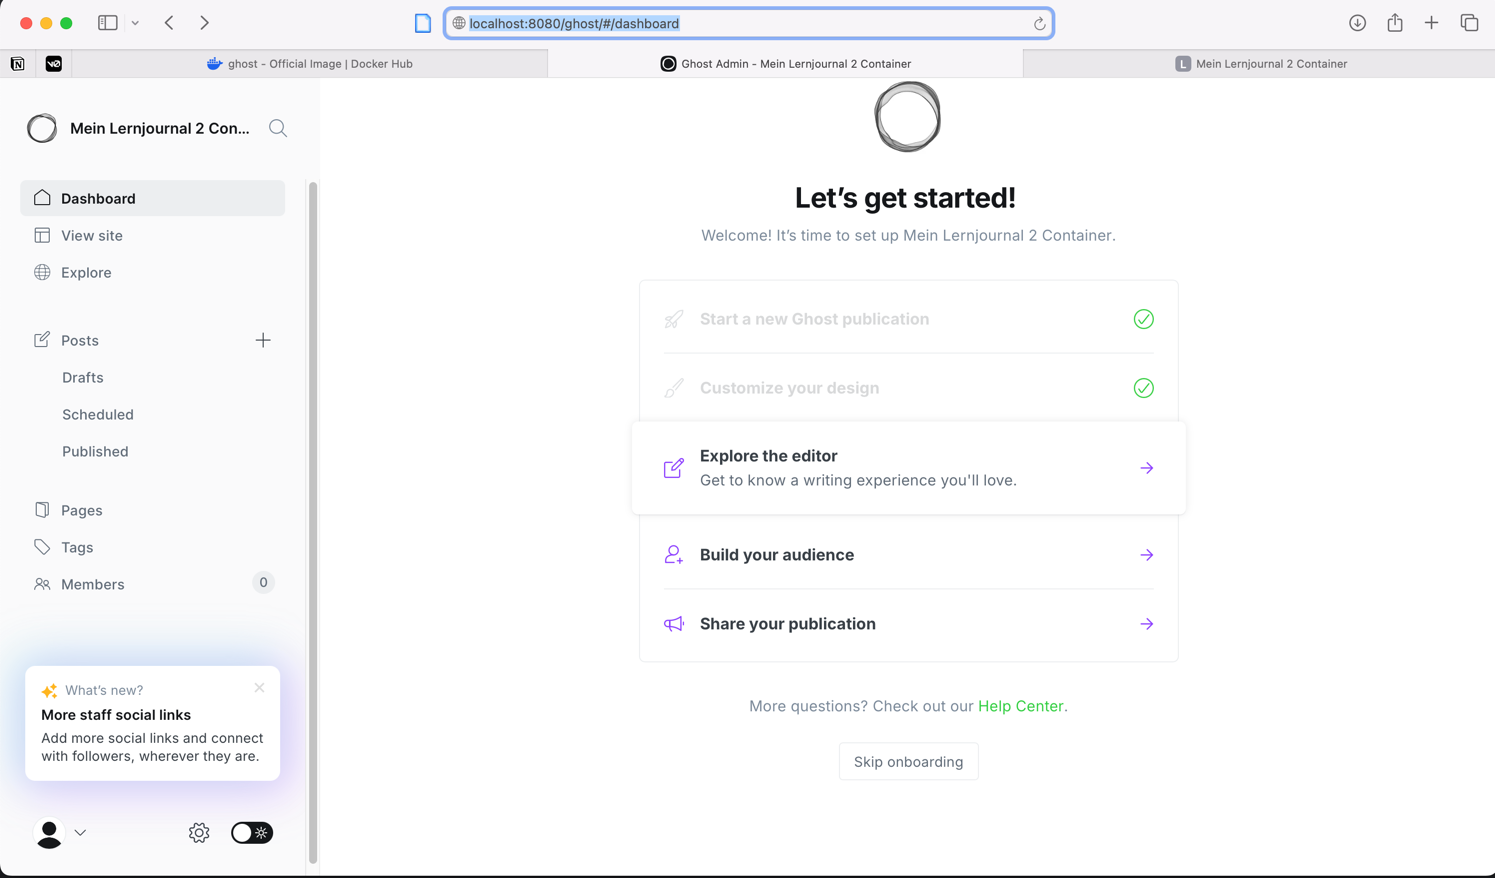 localhost:8080/ghost/#/dashboard
ghost - Official Image | Docker Hub
Ghost Admin - Mein Lernjournal 2 Container
L
Mein Lernjournal 2 Container
Mein Lernjournal 2 Con...
Dashboard
View site
Explore
Posts
Drafts
Scheduled
Published
Pages
Tags
Members
0
What’s new?
More staff social links
Add more social links and connect
with followers, wherever they are.
Let’s get started!
Welcome! It’s time to set up Mein Lernjournal 2 Container.
Start a new Ghost publication
Customize your design
Explore the editor
Get to know a writing experience you'll love.
Build your audience
Share your publication
More questions? Check out our Help Center.
Skip onboarding